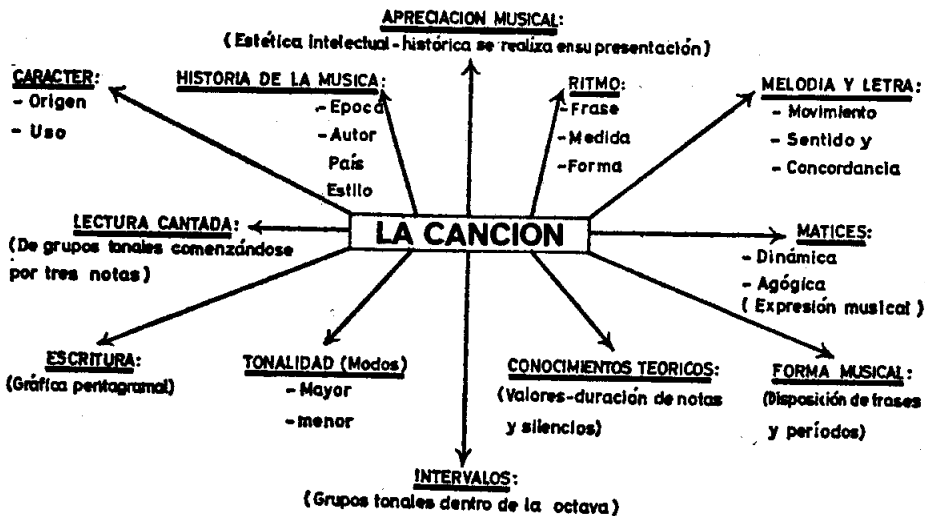 APRECIACION MUSICAL:
(Estética intelectual-histórica se realiza ensu presentación)
CARACTER:
- Origen
- Uso
HISTORIA DE LA MUSICA:
- Epoca
- Autor
País
Estilo
RITMO:
- Frase
- Medida
- Forma
MELODIA Y LETRA:
- Movimiento
- Sentido y
- Concordancia
LECTURA CANTADA:
(De grupos tonales comenzándose
por tres notas)
LA CANCION
MATICES:
- Dinámica
- Agógica
(Expresión musical)
ESCRITURA:
(Gráfica pentagramal)
TONALIDAD (Modos)
- Mayor
- menor
CONOCIMIENTOS TEORICOS:
(Valores-duración de notas
y silencios)
FORMA MUSICAL:
(Disposición de frases
y períodos)
INTERVALOS:
(Grupos tonales dentro de la octava)